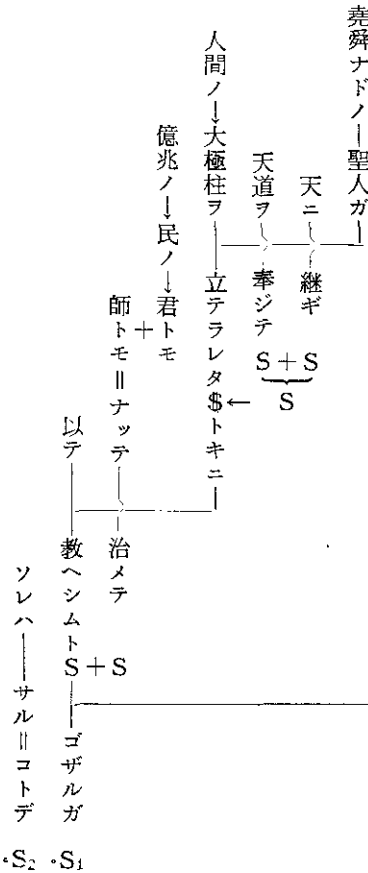 堯舜ナドノ―聖人ガ
天ニ 継ギ
天道ヲ 奉ジテ S+S
S
人間ノ→大極柱ヲ 立テラレタ$トキニ
億兆ノ→民ノ→君トモ
+
師トモ=ナッテ 治メテ
以テ 教ヘシムト S+S ゴザルガ S₁
ソレハ サル=コトデ S₂